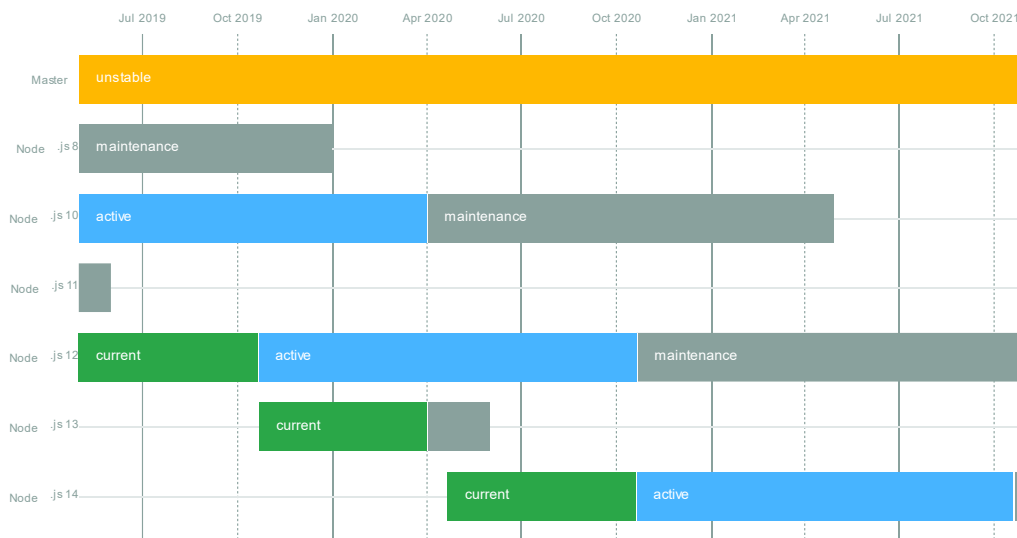 Jul 2019 Oct 2019 Jan 2020 Apr 2020 Jul 2020 Oct 2020 Jan 2021 Apr 2021 Jul 2021 Oct 2021
Master unstable
Node .js 8 maintenance
Node .js 10 active maintenance
Node .js 11
Node .js 12 current active maintenance
Node .js 13 current
Node .js 14 current active